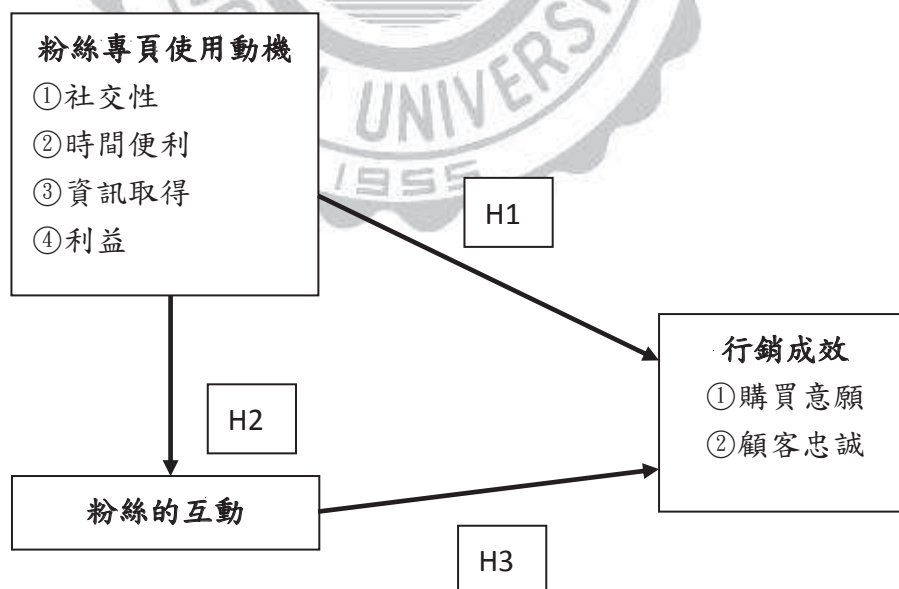 粉絲專頁使用動機
①社交性
②時間便利
③資訊取得
④利益
UNIVERSI
1955
H1
行銷成效
①購買意願
②顧客忠誠
H2
粉絲的互動
H3